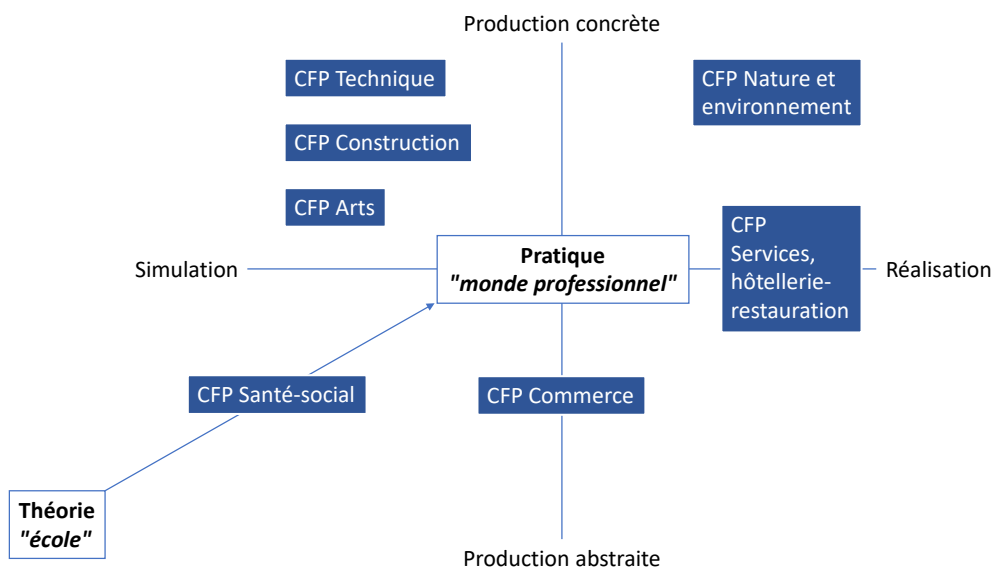 Production concrète
CFP Technique
CFP Nature et
environnement
CFP Construction
CFP Arts
CFP
Services,
hôtellerie-
restauration
Simulation
Pratique
"monde professionnel"
Réalisation
CFP Santé-social
CFP Commerce
Théorie
"école"
Production abstraite